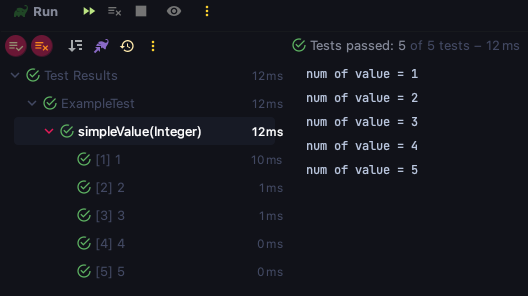 Run
Tests passed: 5 of 5 tests – 12 ms
Test Results 12 ms
ExampleTest 12 ms
simpleValue(Integer) 12 ms
[1] 1 10 ms
[2] 2 1 ms
[3] 3 1 ms
[4] 4 0 ms
[5] 5 0 ms
num of value = 1
num of value = 2
num of value = 3
num of value = 4
num of value = 5